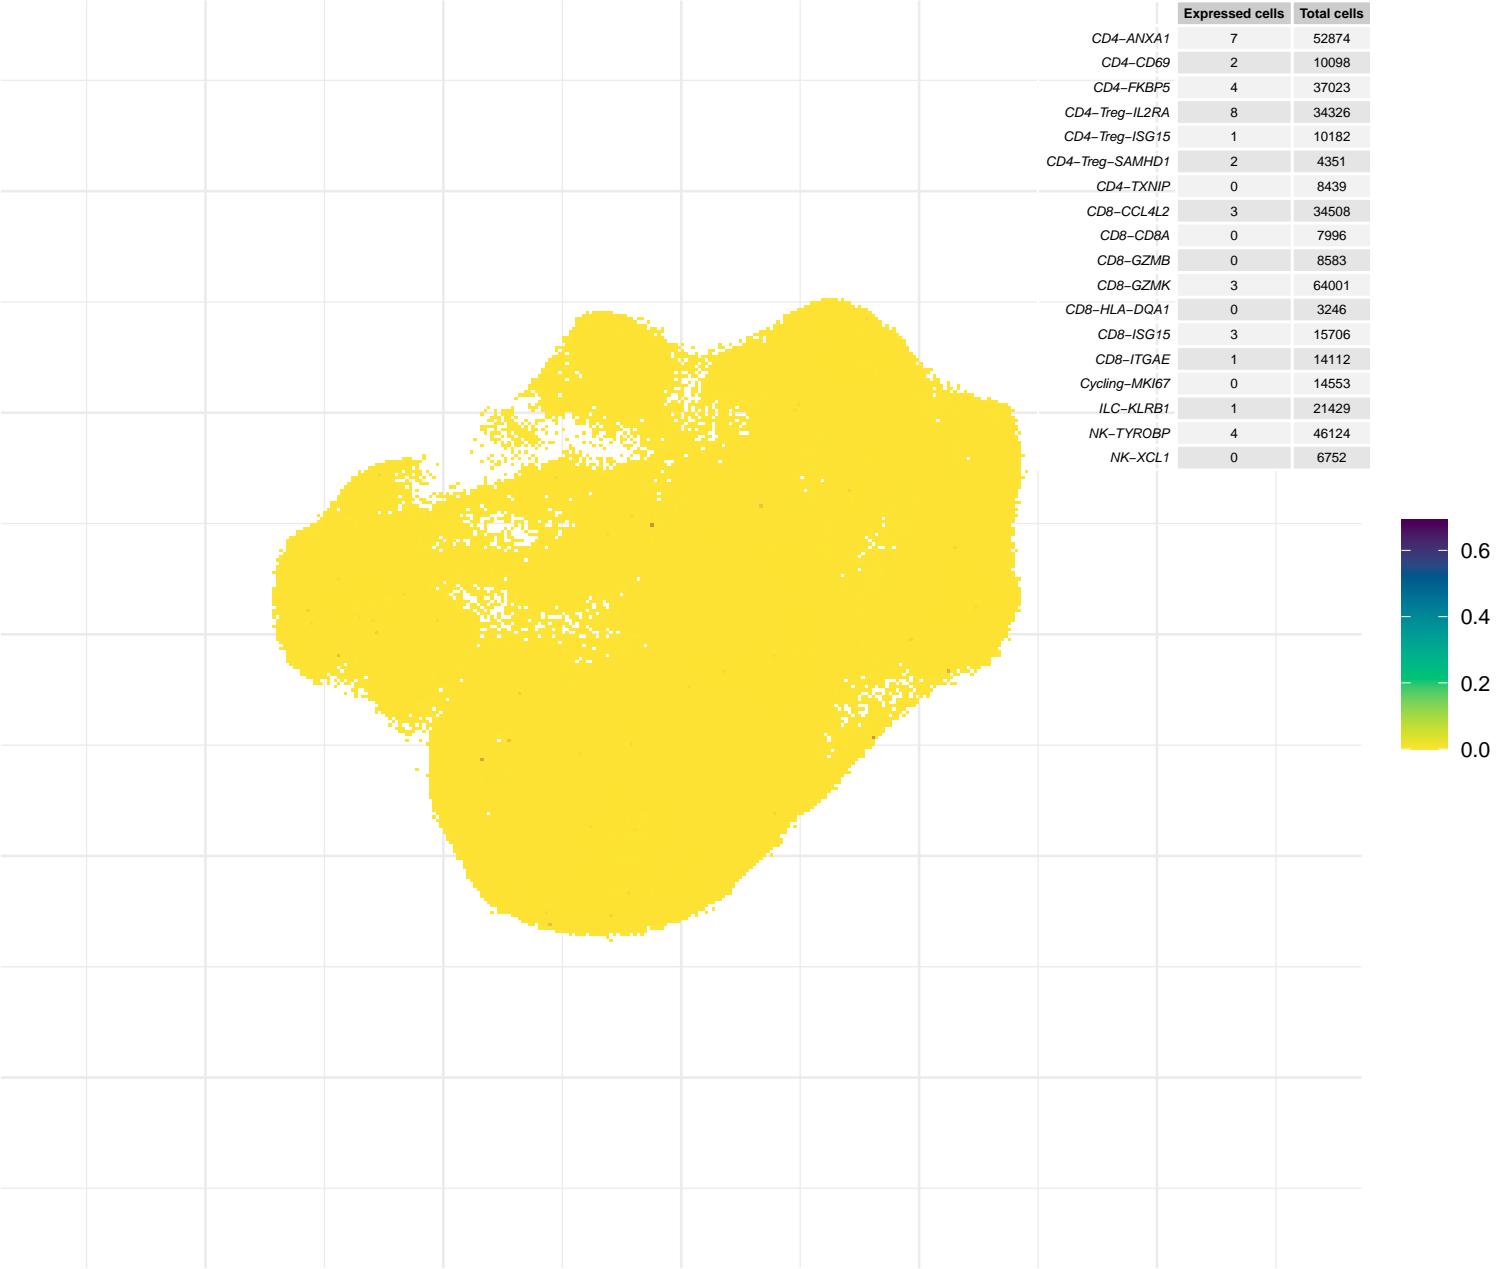 Expressed cells Total cells
CD4−ANXA1 7 52874
CD4−CD69 2 10098
CD4−FKBP5 4 37023
CD4−Treg−IL2RA 8 34326
CD4−Treg−ISG15 1 10182
CD4−Treg−SAMHD1 2 4351
CD4−TXNIP 0 8439
CD8−CCL4L2 3 34508
CD8−CD8A 0 7996
CD8−GZMB 0 8583
CD8−GZMK 3 64001
CD8−HLA−DQA1 0 3246
CD8−ISG15 3 15706
CD8−ITGAE 1 14112
Cycling−MKI67 0 14553
ILC−KLRB1 1 21429
NK−TYROBP 4 46124
NK−XCL1 0 6752
0.6
0.4
0.2
0.0